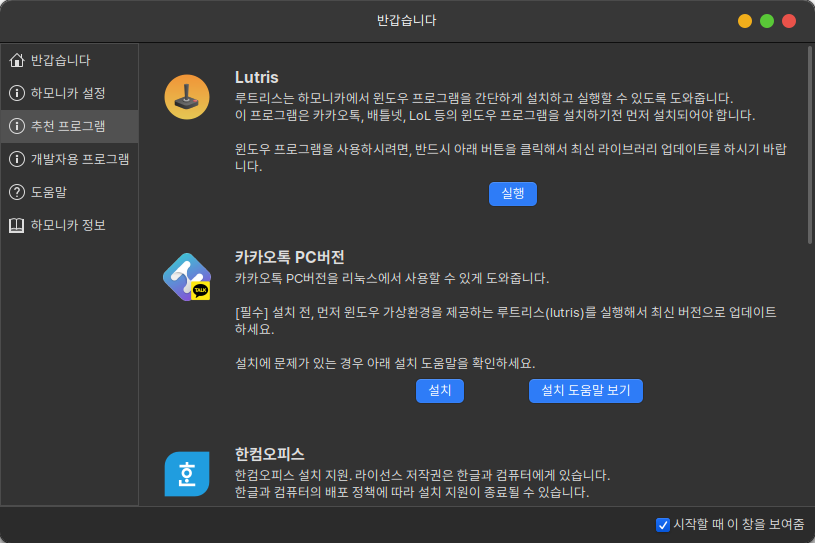 반갑습니다
반갑습니다
하모니카 설정
추천 프로그램
개발자용 프로그램
도움말
하모니카 정보
Lutris
루트리스는 하모니카에서 윈도우 프로그램을 간단하게 설치하고 실행할 수 있도록 도와줍니다.
이 프로그램은 카카오톡, 배틀넷, LoL 등의 윈도우 프로그램을 설치하기전 먼저 설치되어야 합니다.
윈도우 프로그램을 사용하시려면, 반드시 아래 버튼을 클릭해서 최신 라이브러리 업데이트를 하시기 바랍
니다.
실행
카카오톡 PC버전
TALK
카카오톡 PC버전을 리눅스에서 사용할 수 있게 도와줍니다.
[필수] 설치 전, 먼저 윈도우 가상환경을 제공하는 루트리스(lutris)를 실행해서 최신 버전으로 업데이트
하세요.
설치에 문제가 있는 경우 아래 설치 도움말을 확인하세요.
설치 설치 도움말 보기
한컴오피스
호
한컴오피스 설치 지원. 라이선스 저작권은 한글과 컴퓨터에게 있습니다.
한글과 컴퓨터의 배포 정책에 따라 설치 지원이 종료될 수 있습니다.
시작할 때 이 창을 보여줌